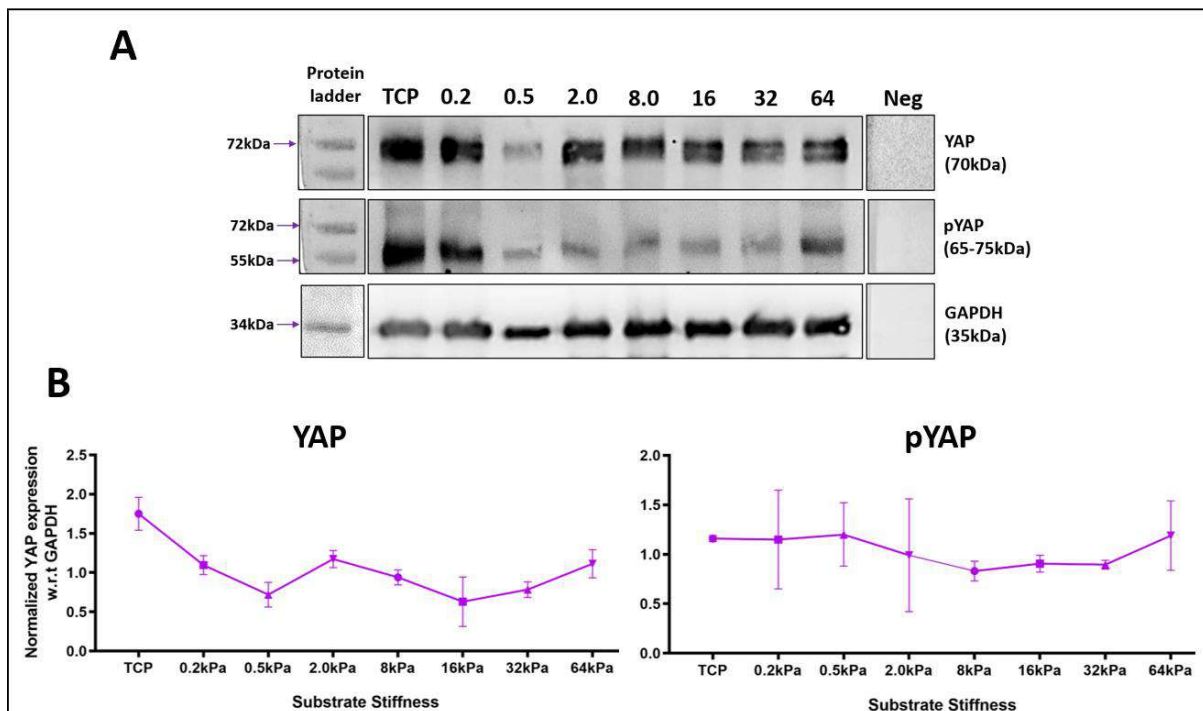 A
Protein
ladder
TCP 0.2 0.5 2.0 8.0 16 32 64 Neg
72kDa
YAP
(70kDa)
72kDa
55kDa
pYAP
(65-75kDa)
34kDa
GAPDH
(35kDa)
B
YAP
Normalized YAP expression
w.r.t GAPDH
2.5
2.0
1.5
1.0
0.5
0.0
TCP 0.2kPa 0.5kPa 2.0kPa 8kPa 16kPa 32kPa 64kPa
Substrate Stiffness
pYAP
2.0
1.5
1.0
0.5
0.0
TCP 0.2kPa 0.5kPa 2.0kPa 8kPa 16kPa 32kPa 64kPa
Substrate Stiffness